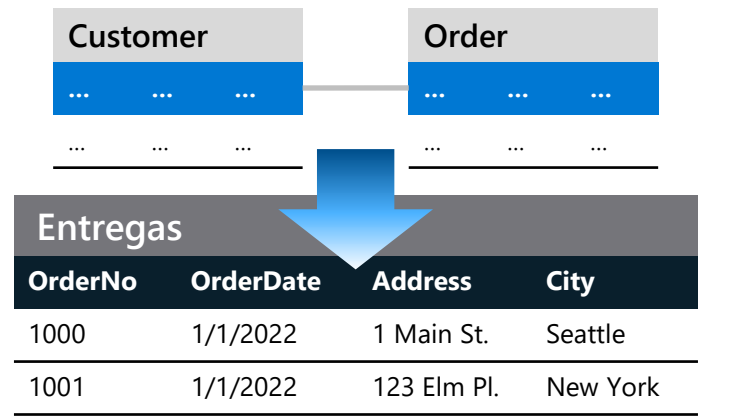 Customer Order
... ... ... ... ... ...
... ... ... ... ... ...
Entregas
OrderNo OrderDate Address City
1000 1/1/2022 1 Main St. Seattle
1001 1/1/2022 123 Elm Pl. New York